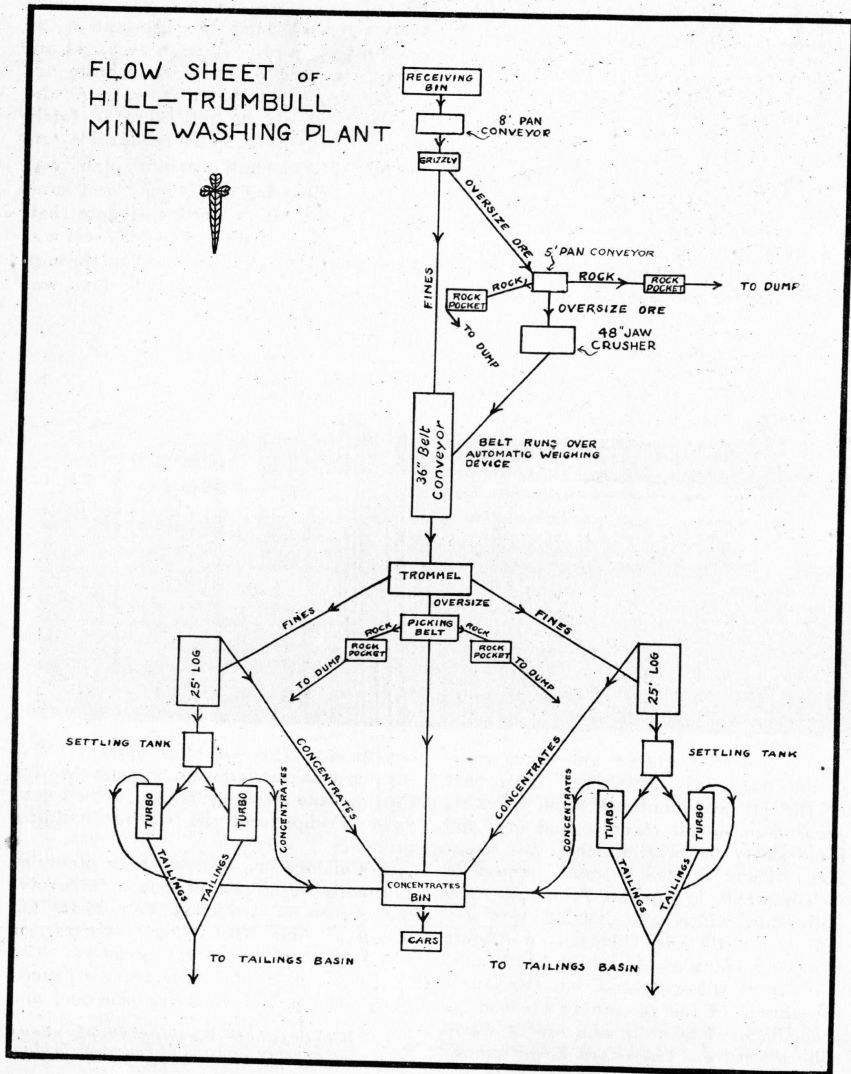 FLOW SHEET OF
HILL-TRUMBULL
MINE WASHING PLANT
RECEIVING
BIN
8' PAN
CONVEYOR
GRIZZLY
OVERSIZE ORE
FINES
5' PAN CONVEYOR
ROCK
ROCK
POCKET
TO DUMP
ROCK
ROCK
POCKET
TO DUMP
OVERSIZE ORE
48" JAW
CRUSHER
36" Belt
Conveyor
BELT RUNS OVER
AUTOMATIC WEIGHING
DEVICE
TROMMEL
OVERSIZE
FINES
FINES
PICKING
BELT
ROCK
ROCK
POCKET
TO DUMP
ROCK
ROCK
POCKET
TO DUMP
25' LOG
25' LOG
SETTLING TANK
SETTLING TANK
CONCENTRATES
CONCENTRATES
TURBO
TURBO
CONCENTRATES
CONCENTRATES
TURBO
TURBO
TAILINGS
TAILINGS
TAILINGS
TAILINGS
CONCENTRATES
BIN
CARS
TO TAILINGS BASIN
TO TAILINGS BASIN